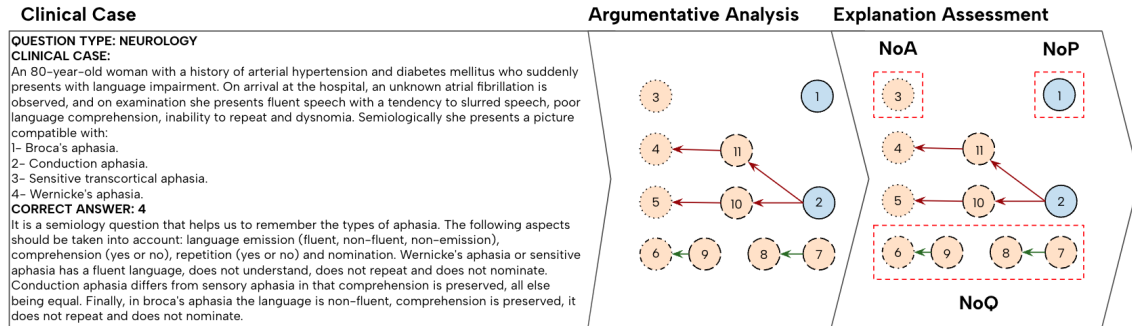 Clinical Case
Argumentative Analysis
Explanation Assessment
QUESTION TYPE: NEUROLOGY
CLINICAL CASE:
An 80-year-old woman with a history of arterial hypertension and diabetes mellitus who suddenly
presents with language impairment. On arrival at the hospital, an unknown atrial fibrillation is
observed, and on examination she presents fluent speech with a tendency to slurred speech, poor
language comprehension, inability to repeat and dysnomia. Semiologically she presents a picture
compatible with:
1- Broca's aphasia.
2- Conduction aphasia.
3- Sensitive transcortical aphasia.
4- Wernicke's aphasia.
CORRECT ANSWER: 4
It is a semiology question that helps us to remember the types of aphasia. The following aspects
should be taken into account: language emission (fluent, non-fluent, non-emission),
comprehension (yes or no), repetition (yes or no) and nomination. Wernicke's aphasia or sensitive
aphasia has a fluent language, does not understand, does not repeat and does not nominate.
Conduction aphasia differs from sensory aphasia in that comprehension is preserved, all else
being equal. Finally, in broca's aphasia the language is non-fluent, comprehension is preserved, it
does not repeat and does not nominate.
3 1
4 11
5 10 2
6 9 8 7
NoA NoP
3 1
4 11
5 10 2
6 9 8 7
NoQ